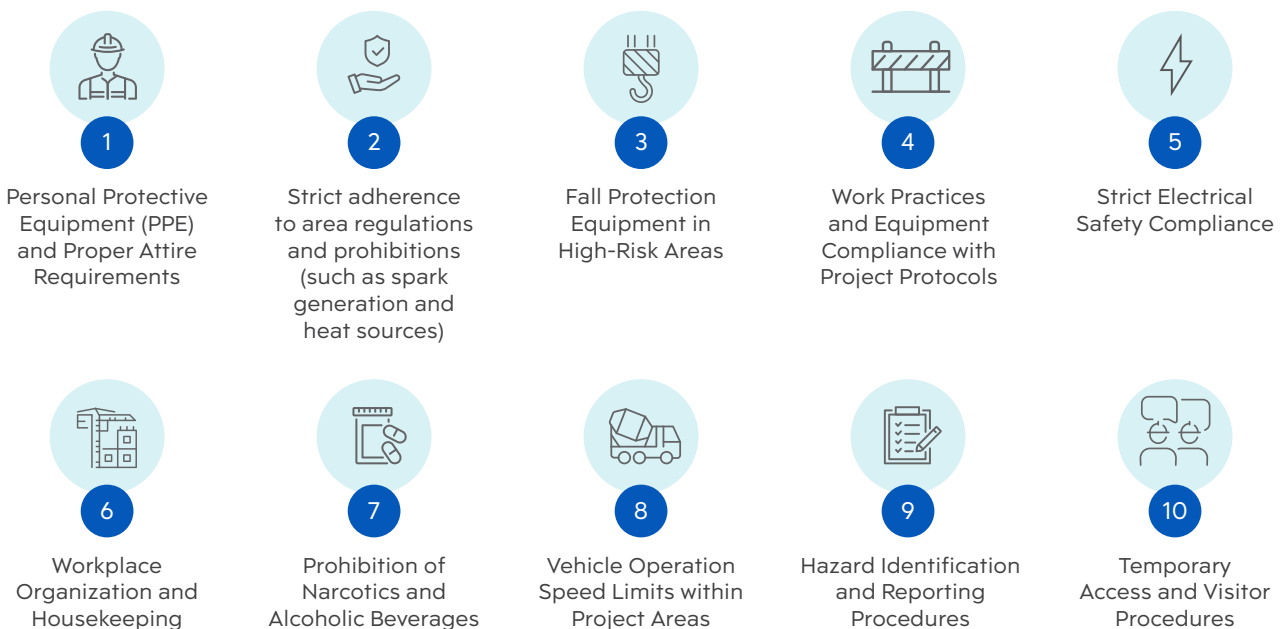 1
Personal Protective
Equipment (PPE)
and Proper Attire
Requirements
2
Strict adherence
to area regulations
and prohibitions
(such as spark
generation and
heat sources)
3
Fall Protection
Equipment in
High-Risk Areas
4
Work Practices
and Equipment
Compliance with
Project Protocols
5
Strict Electrical
Safety Compliance
6
Workplace
Organization and
Housekeeping
7
Prohibition of
Narcotics and
Alcoholic Beverages
8
Vehicle Operation
Speed Limits within
Project Areas
9
Hazard Identification
and Reporting
Procedures
10
Temporary
Access and Visitor
Procedures